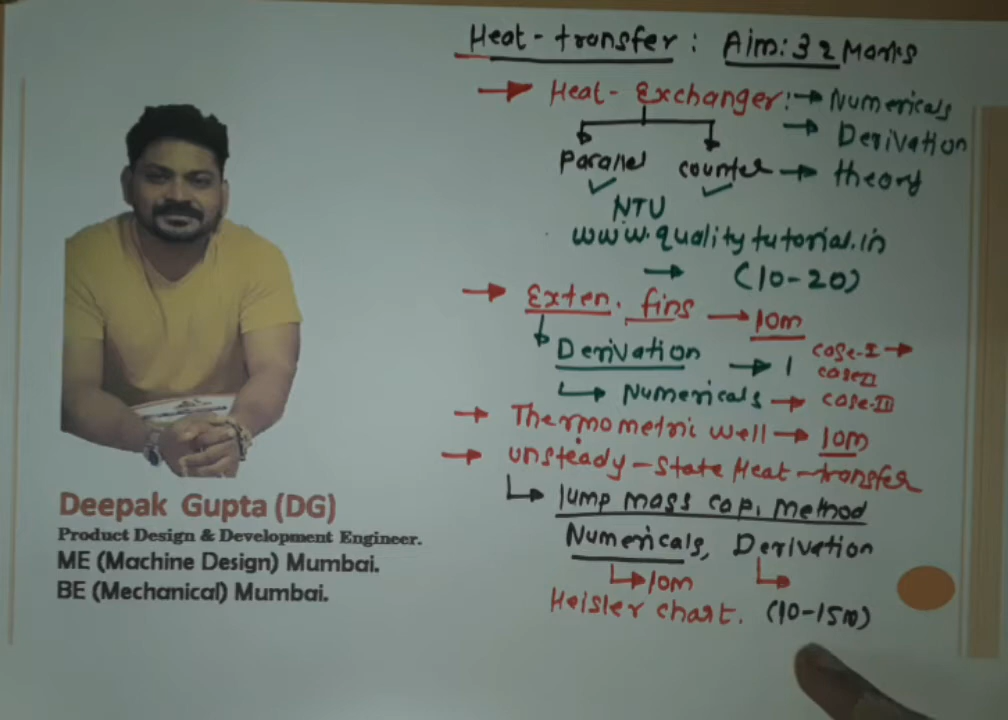 Heat-transfer: Aim: 32 Marks
→ Heat-Exchanger: → Numericals
→ Derivation
Parallel counter → theory
NTU
www.qualitytutorial.in
→ (10-20)
→ Exten. fins → 10m
Derivation → 1 case-I →
case II
Numericals → case-III
→ Thermometric well → 10m
→ unsteady-State Heat-transfer
lump mass cap. method
Numericals, Derivation
10m
Heisler chart. (10-15m)
Deepak Gupta (DG)
Product Design & Development Engineer.
ME (Machine Design) Mumbai.
BE (Mechanical) Mumbai.